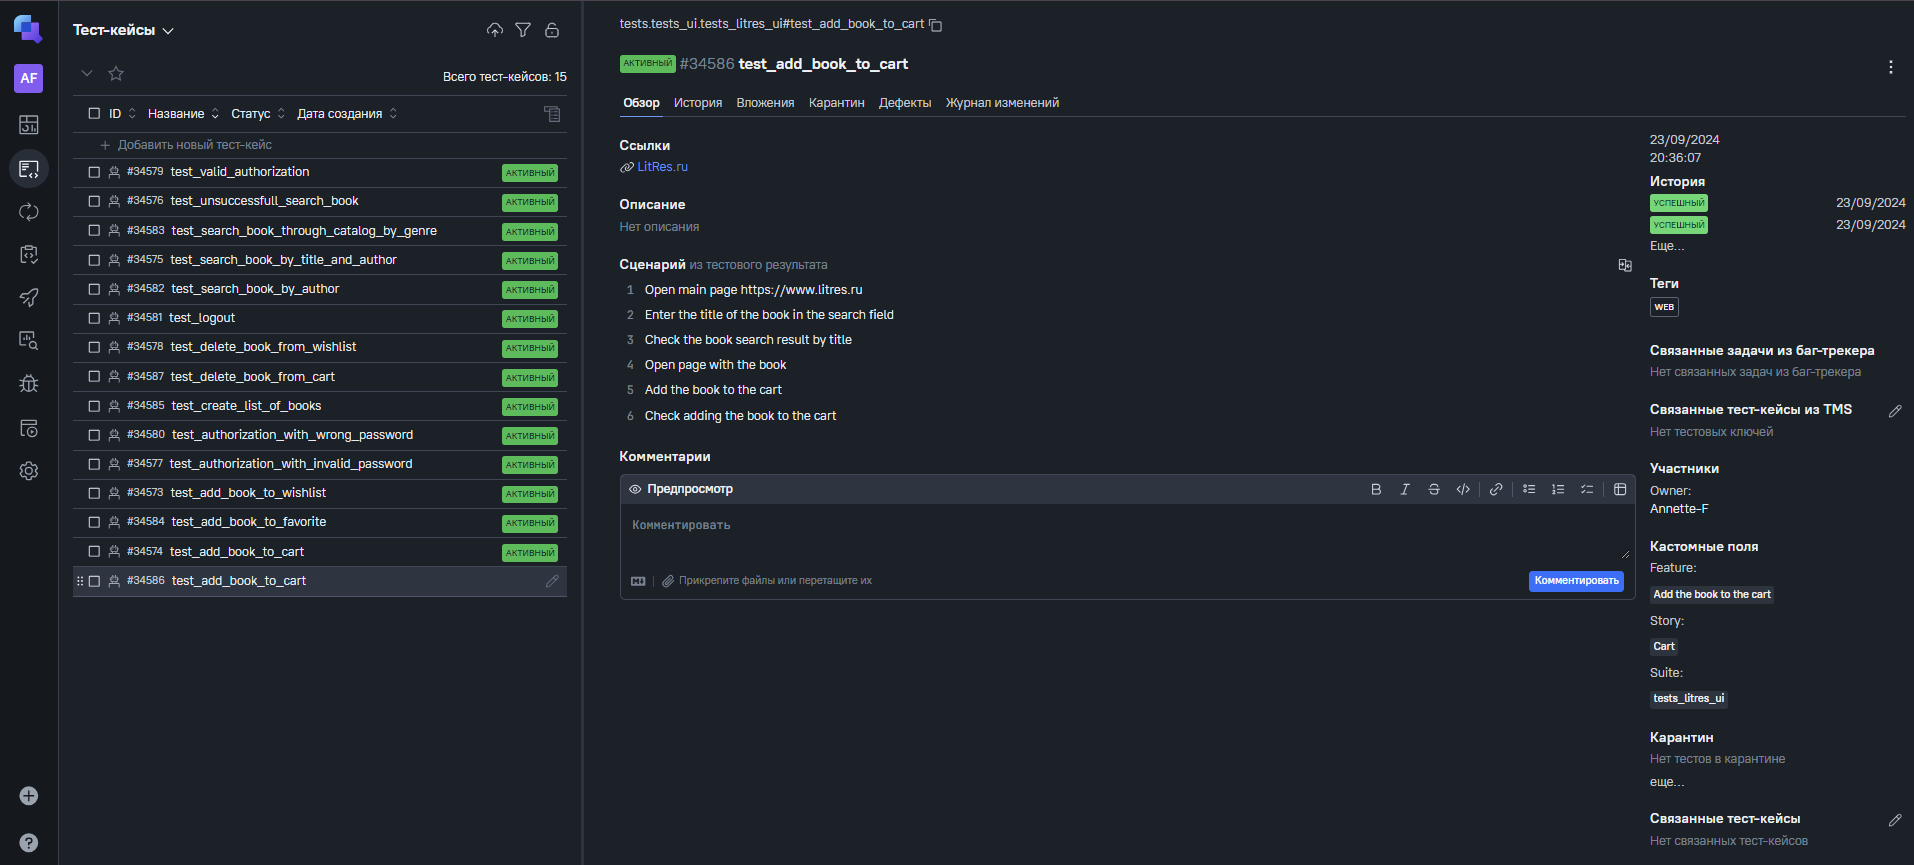 Тест-кейсы
AF
Всего тест-кейсов: 15
ID Название Статус Дата создания
Добавить новый тест-кейс
#34579 test_valid_authorization АКТИВНЫЙ
#34576 test_unsuccessfull_search_book АКТИВНЫЙ
#34583 test_search_book_through_catalog_by_genre АКТИВНЫЙ
#34575 test_search_book_by_title_and_author АКТИВНЫЙ
#34582 test_search_book_by_author АКТИВНЫЙ
#34581 test_logout АКТИВНЫЙ
#34578 test_delete_book_from_wishlist АКТИВНЫЙ
#34587 test_delete_book_from_cart АКТИВНЫЙ
#34585 test_create_list_of_books АКТИВНЫЙ
#34580 test_authorization_with_wrong_password АКТИВНЫЙ
#34577 test_authorization_with_invalid_password АКТИВНЫЙ
#34573 test_add_book_to_wishlist АКТИВНЫЙ
#34584 test_add_book_to_favorite АКТИВНЫЙ
#34574 test_add_book_to_cart АКТИВНЫЙ
#34586 test_add_book_to_cart
tests.tests_ui.tests_litres_ui#test_add_book_to_cart
АКТИВНЫЙ #34586 test_add_book_to_cart
Обзор История Вложения Карантин Дефекты Журнал изменений
Ссылки
LitRes.ru
Описание
Нет описания
Сценарий из тестового результата
1 Open main page https://www.litres.ru
2 Enter the title of the book in the search field
3 Check the book search result by title
4 Open page with the book
5 Add the book to the cart
6 Check adding the book to the cart
Комментарии
Предпросмотр
Комментировать
Прикрепите файлы или перетащите их
Комментировать
23/09/2024
20:36:07
История
УСПЕШНЫЙ 23/09/2024
УСПЕШНЫЙ 23/09/2024
Еще...
Теги
WEB
Связанные задачи из баг-трекера
Нет связанных задач из баг-трекера
Связанные тест-кейсы из TMS
Нет тестовых ключей
Участники
Owner:
Annette-F
Кастомные поля
Feature:
Add the book to the cart
Story:
Cart
Suite:
tests_litres_ui
Карантин
Нет тестов в карантине
еще...
Связанные тест-кейсы
Нет связанных тест-кейсов